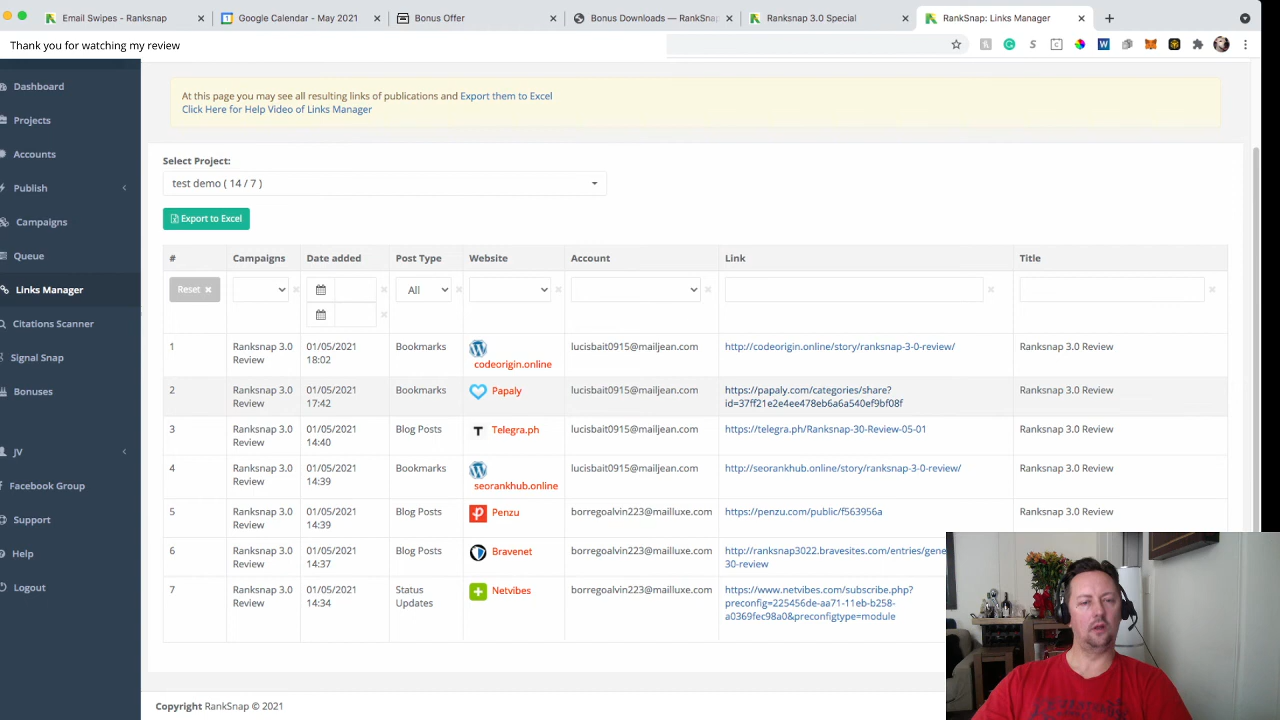 Email Swipes - Ranksnap
Google Calendar - May 2021
Bonus Offer
Bonus Downloads — RankSn
Ranksnap 3.0 Special
RankSnap: Links Manager
Thank you for watching my review
Dashboard
Projects
Accounts
Publish
Campaigns
Queue
Links Manager
Citations Scanner
Signal Snap
Bonuses
JV
Facebook Group
Support
Help
Logout
At this page you may see all resulting links of publications and Export them to Excel
Click Here for Help Video of Links Manager
Select Project:
test demo ( 14 / 7 )
Export to Excel
# Campaigns Date added Post Type Website Account Link Title
Reset × All
1 Ranksnap 3.0 Review 01/05/2021 18:02 Bookmarks codeorigin.online lucisbait0915@mailjean.com http://codeorigin.online/story/ranksnap-3-0-review/ Ranksnap 3.0 Review
2 Ranksnap 3.0 Review 01/05/2021 17:42 Bookmarks Papaly lucisbait0915@mailjean.com https://papaly.com/categories/share?id=37ff21e2e4ee478eb6a6a540ef9bf08f Ranksnap 3.0 Review
3 Ranksnap 3.0 Review 01/05/2021 14:40 Blog Posts Telegra.ph lucisbait0915@mailjean.com https://telegra.ph/Ranksnap-30-Review-05-01 Ranksnap 3.0 Review
4 Ranksnap 3.0 Review 01/05/2021 14:39 Bookmarks seorankhub.online lucisbait0915@mailjean.com http://seorankhub.online/story/ranksnap-3-0-review/ Ranksnap 3.0 Review
5 Ranksnap 3.0 Review 01/05/2021 14:39 Blog Posts Penzu borregoalvin223@mailluxe.com https://penzu.com/public/f563956a Ranksnap 3.0 Review
6 Ranksnap 3.0 Review 01/05/2021 14:37 Blog Posts Bravenet borregoalvin223@mailluxe.com http://ranksnap3022.bravesites.com/entries/gene 30-review
7 Ranksnap 3.0 Review 01/05/2021 14:34 Status Updates Netvibes borregoalvin223@mailluxe.com https://www.netvibes.com/subscribe.php?preconfig=225456de-aa71-11eb-b258-a0369fec98a0&preconfigtype=module
Copyright RankSnap © 2021